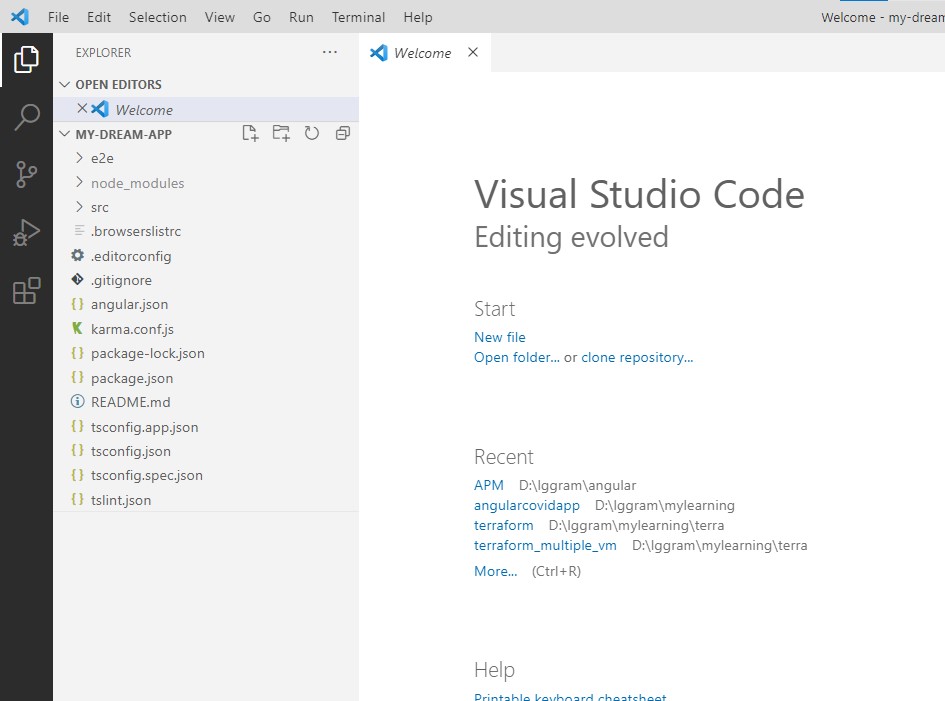 File Edit Selection View Go Run Terminal Help
Welcome - my-dream
EXPLORER
Welcome
OPEN EDITORS
Welcome
MY-DREAM-APP
e2e
node_modules
src
.browserslistrc
.editorconfig
.gitignore
angular.json
karma.conf.js
package-lock.json
package.json
README.md
tsconfig.app.json
tsconfig.json
tsconfig.spec.json
tslint.json
Visual Studio Code
Editing evolved
Start
New file
Open folder... or clone repository...
Recent
APM D:\lggram\angular
angularcovidapp D:\lggram\mylearning
terraform D:\lggram\mylearning\terra
terraform_multiple_vm D:\lggram\mylearning\terra
More... (Ctrl+R)
Help
Printable keyboard cheatsheet